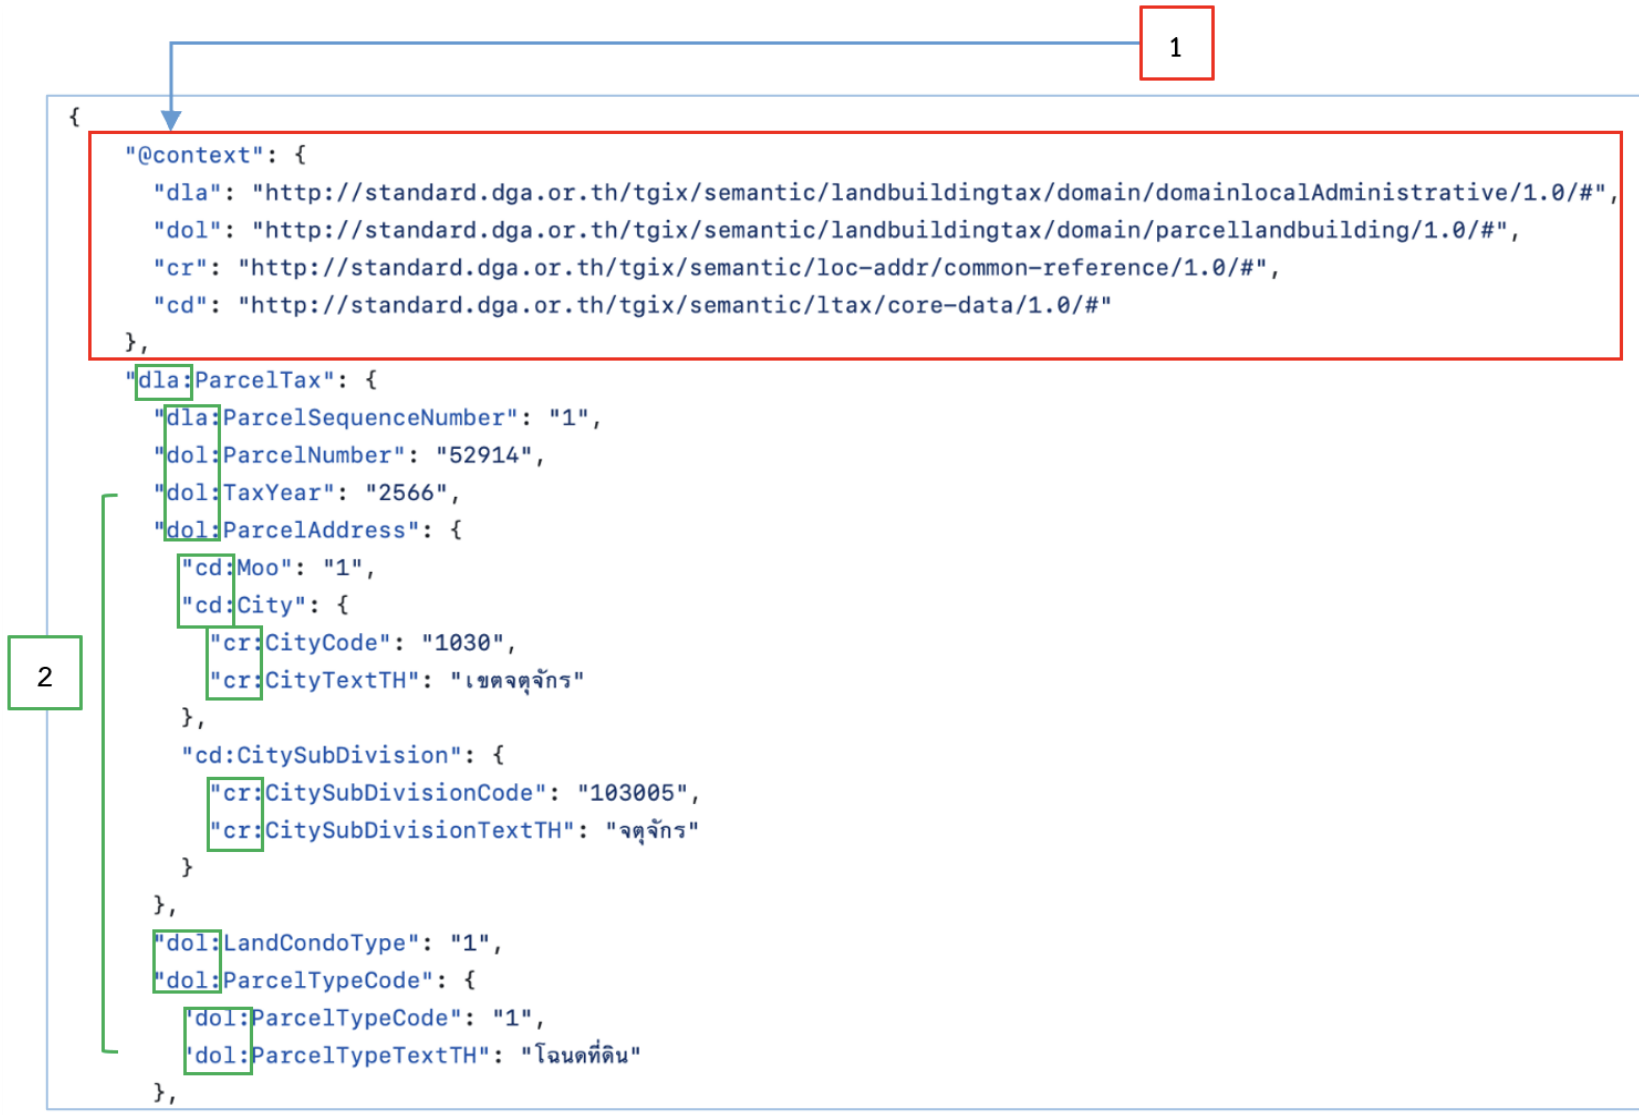 1
{
"@context": {
"dla": "http://standard.dga.or.th/tgix/semantic/landbuildingtax/domain/domainlocalAdministrative/1.0/#",
"dol": "http://standard.dga.or.th/tgix/semantic/landbuildingtax/domain/parcellandbuilding/1.0/#",
"cr": "http://standard.dga.or.th/tgix/semantic/loc-addr/common-reference/1.0/#",
"cd": "http://standard.dga.or.th/tgix/semantic/ltax/core-data/1.0/#"
},
"dla:ParcelTax": {
"dla:ParcelSequenceNumber": "1",
"dol:ParcelNumber": "52914",
"dol:TaxYear": "2566",
"dol:ParcelAddress": {
"cd:Moo": "1",
"cd:City": {
"cr:CityCode": "1030",
2
"cr:CityTextTH": "เขตจตุจักร"
},
"cd:CitySubDivision": {
"cr:CitySubDivisionCode": "103005",
"cr:CitySubDivisionTextTH": "จตุจักร"
}
},
"dol:LandCondoType": "1",
"dol:ParcelTypeCode": {
"dol:ParcelTypeCode": "1",
"dol:ParcelTypeTextTH": "โฉนดที่ดิน"
},